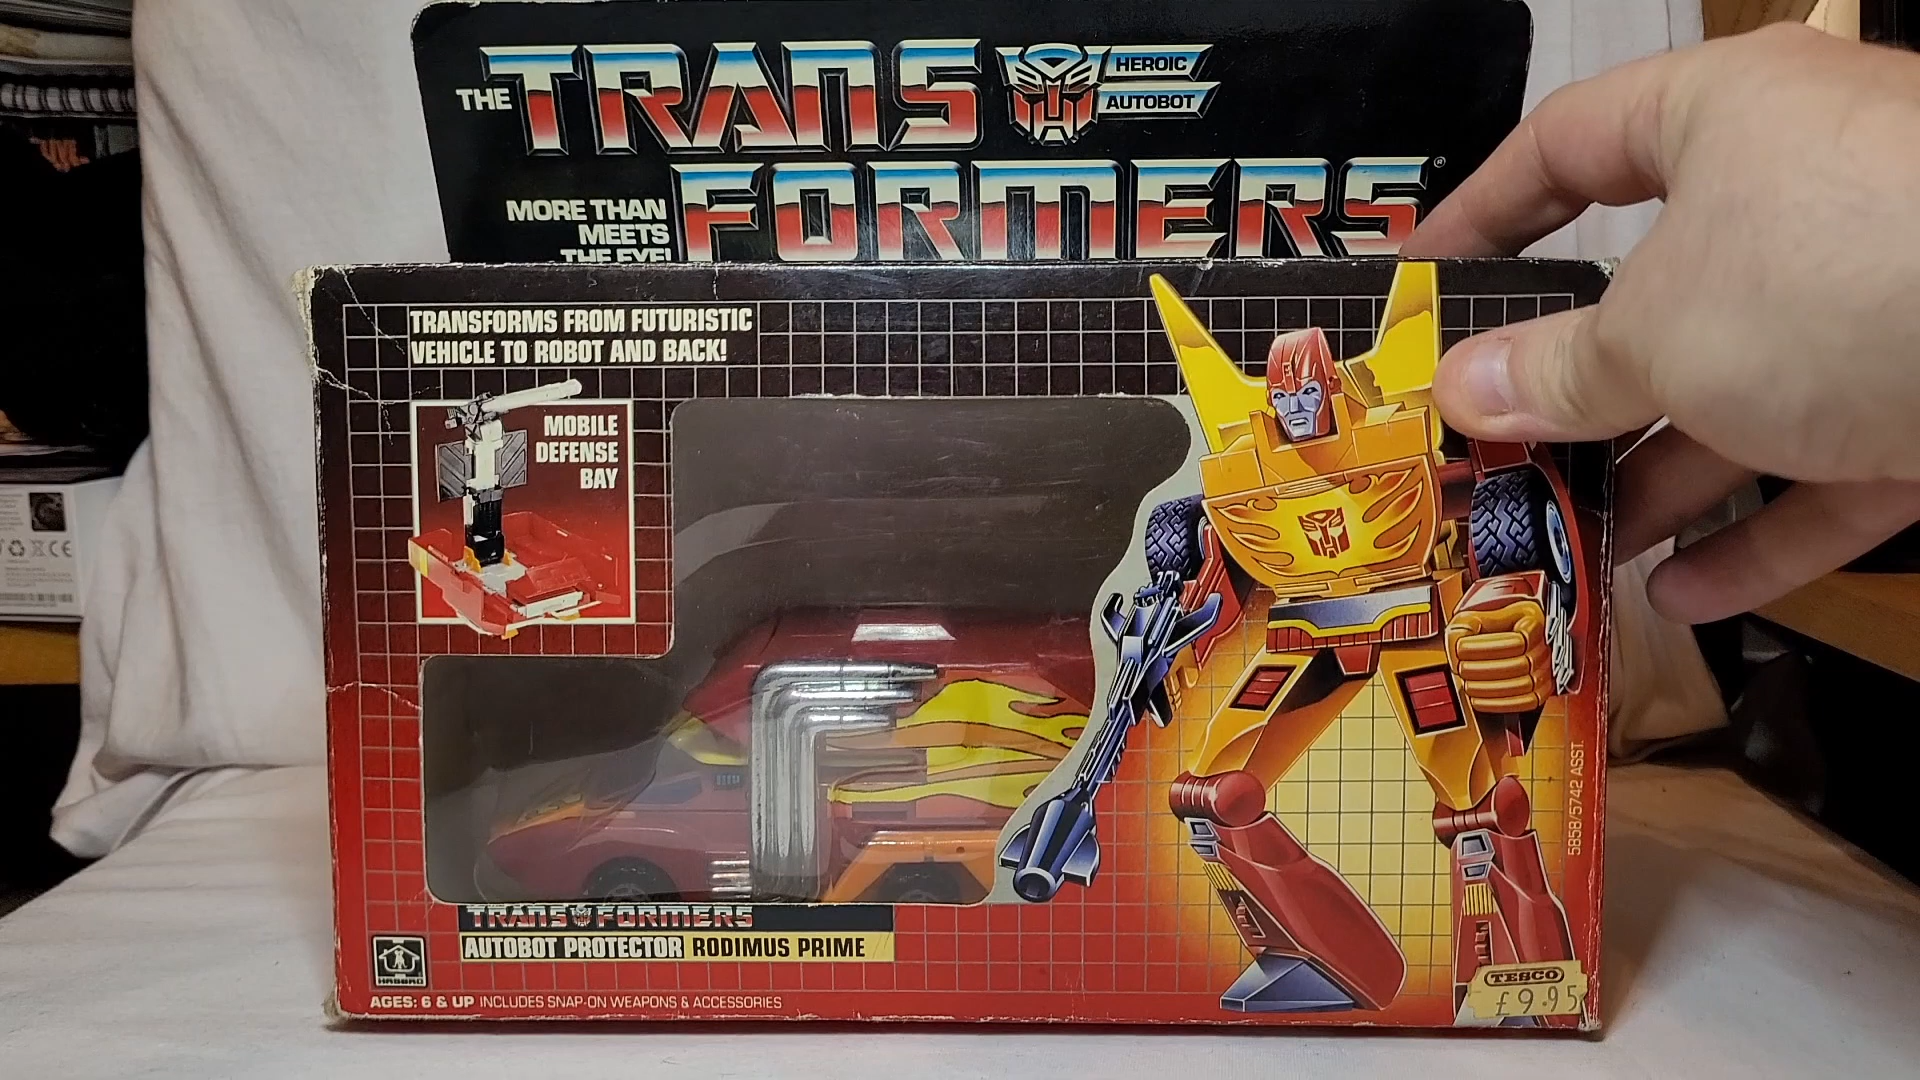 THE TRANS
HEROIC
AUTOBOT
FORMERS®
MORE THAN
MEETS
THE EYE!
TRANSFORMS FROM FUTURISTIC
VEHICLE TO ROBOT AND BACK!
MOBILE
DEFENSE
BAY
5858/5742 ASST.
TRANSFORMERS
AUTOBOT PROTECTOR RODIMUS PRIME
HASBRO
AGES: 6 & UP INCLUDES SNAP-ON WEAPONS & ACCESSORIES
TESCO
£9.95
CE